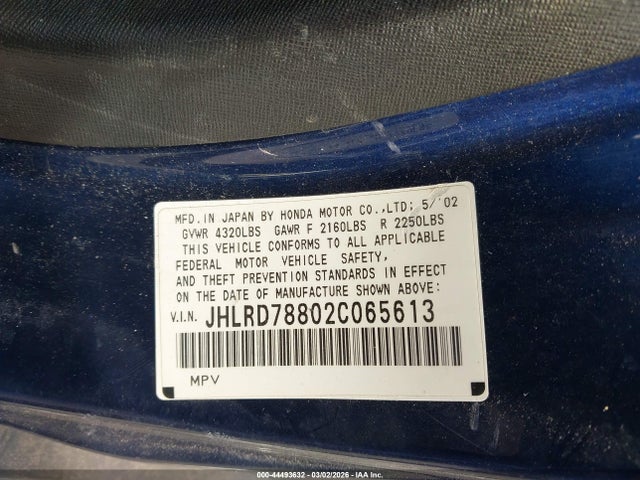 MFD. IN JAPAN BY HONDA MOTOR CO.,LTD; 5/'02
GVWR 4320LBS GAWR F 2160LBS R 2250LBS
THIS VEHICLE CONFORMS TO ALL APPLICABLE
FEDERAL MOTOR VEHICLE SAFETY,
AND THEFT PREVENTION STANDARDS IN EFFECT
ON THE DATE OF MANUFACTURE SHOWN ABOVE:
V.I.N. JHLRD78802C065613
MPV
000-44493632 - 03/02/2026 - IAA Inc.